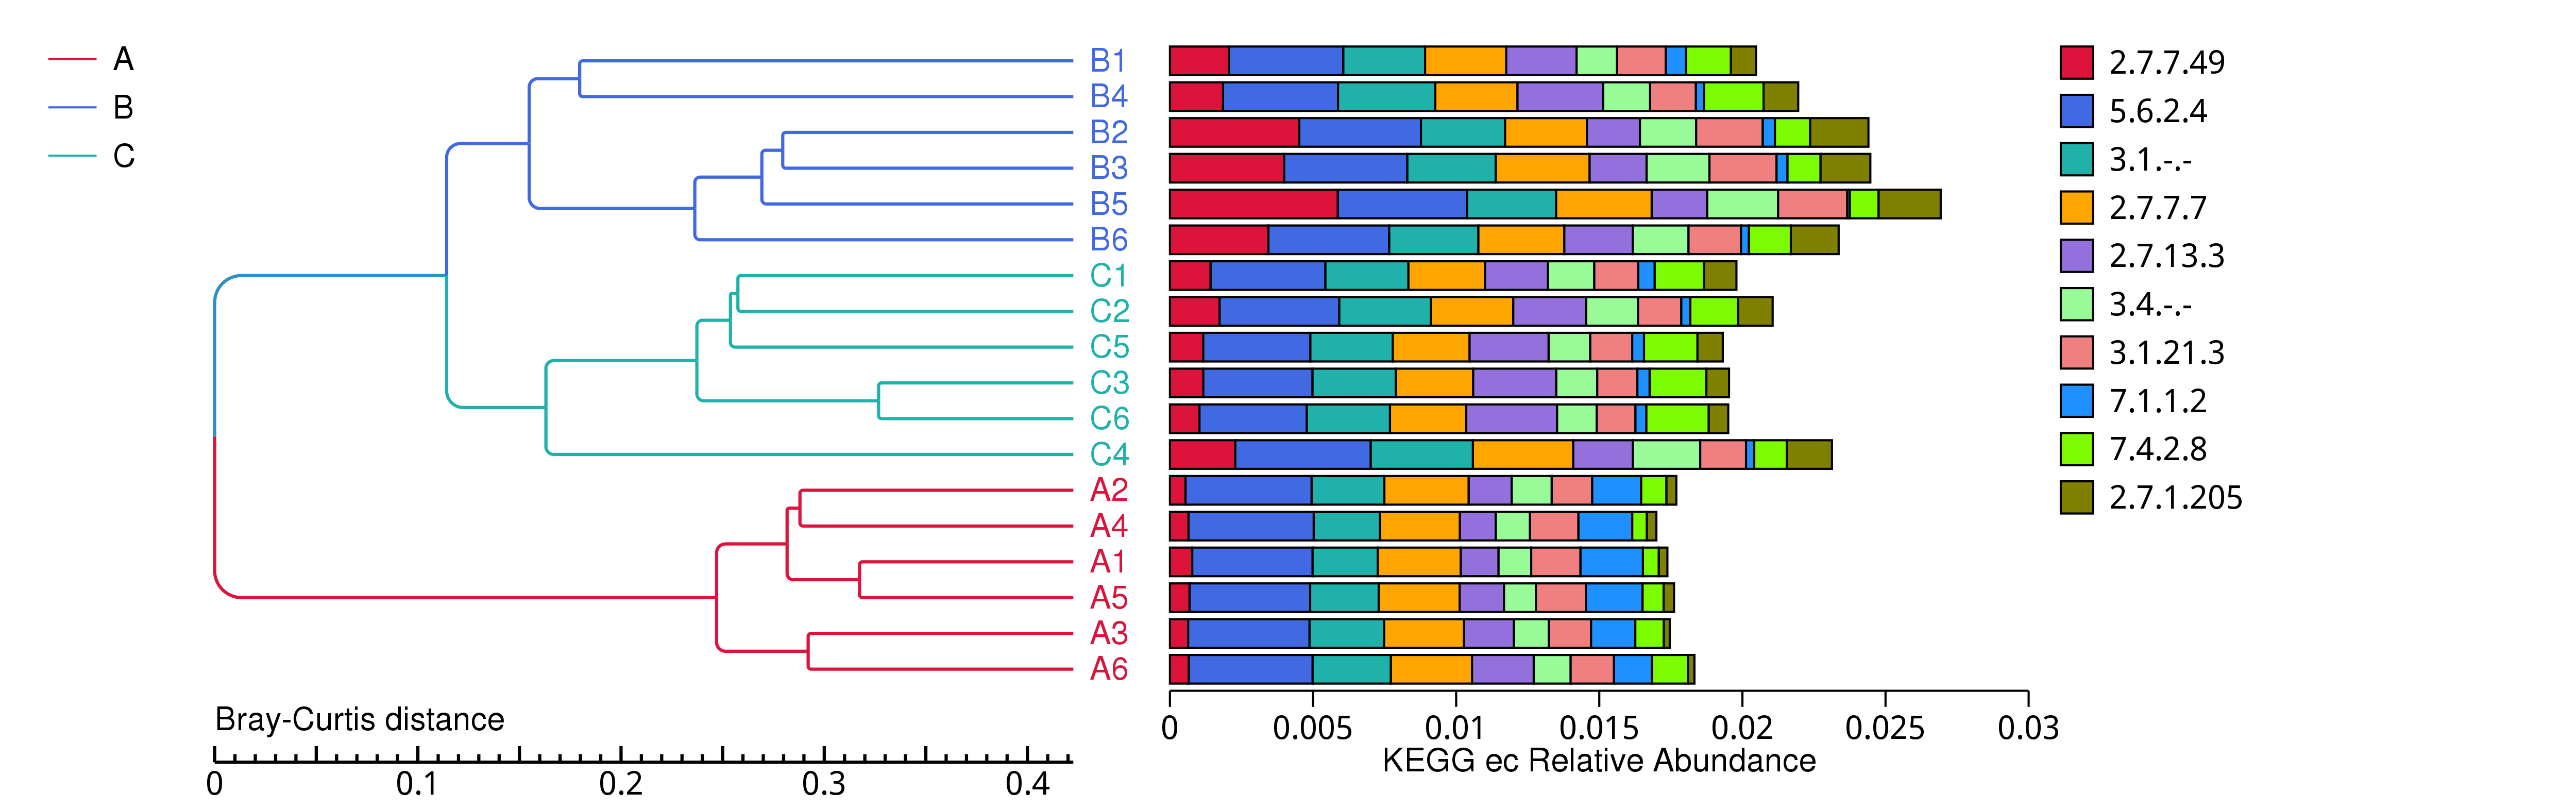 A
B
C
B1
B4
B2
B3
B5
B6
C1
C2
C5
C3
C6
C4
A2
A4
A1
A5
A3
A6
2.7.7.49
5.6.2.4
3.1.-.-
2.7.7.7
2.7.13.3
3.4.-.-
3.1.21.3
7.1.1.2
7.4.2.8
2.7.1.205
Bray-Curtis distance
0 0.1 0.2 0.3 0.4
0 0.005 0.01 0.015 0.02 0.025 0.03
KEGG ec Relative Abundance